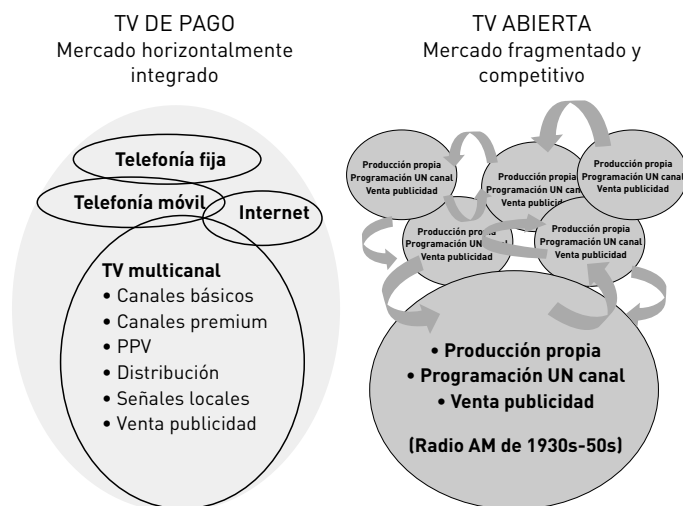 TV DE PAGO
Mercado horizontalmente
integrado
Telefonía fija
Telefonía móvil
Internet
TV multicanal
• Canales básicos
• Canales premium
• PPV
• Distribución
• Señales locales
• Venta publicidad
TV ABIERTA
Mercado fragmentado y
competitivo
Producción propia
Programación UN canal
Venta publicidad
Producción propia
Programación UN canal
Venta publicidad
Producción propia
Programación UN canal
Venta publicidad
Producción propia
Programación UN canal
Venta publicidad
Producción propia
Programación UN canal
Venta publicidad
• Producción propia
• Programación UN canal
• Venta publicidad
(Radio AM de 1930s-50s)